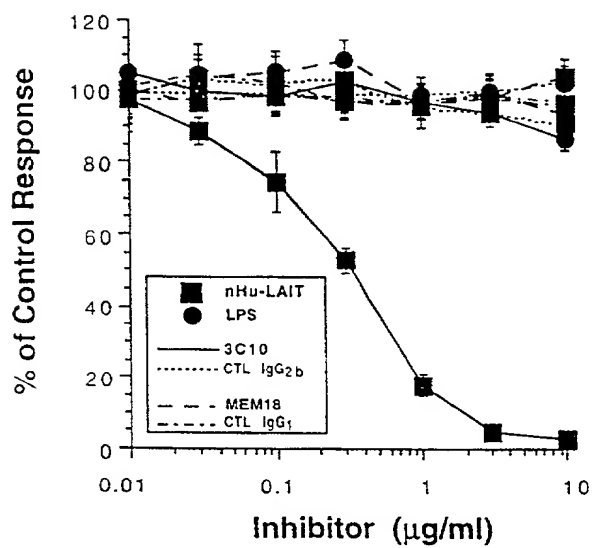 % of Control Response
120
100
80
60
40
20
0
nHu-LAIT
LPS
3C10
CTL IgG2b
MEM18
CTL IgG1
0.01
0.1
1
10
Inhibitor (µg/ml)